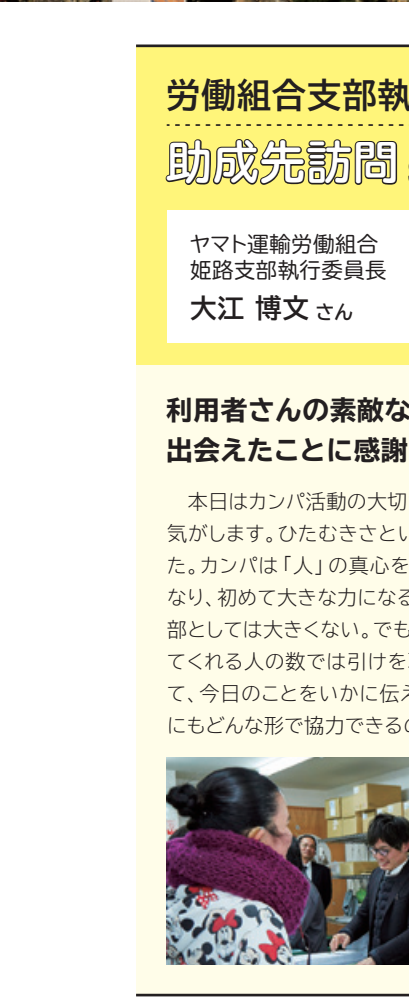 労働組合支部執
助成先訪問
ヤマト運輸労働組合
姫路支部執行委員長
大江 博文 さん
利用者さんの素敵な
出会えたことに感謝
本日はカンパ活動の大切
気がします。ひたむきさとい
た。カンパは「人」の真心を
なり、初めて大きな力になる
部としては大きくない。でも
てくれる人の数では引けを
て、今日のことをいかに伝え
にもどんな形で協力できるの